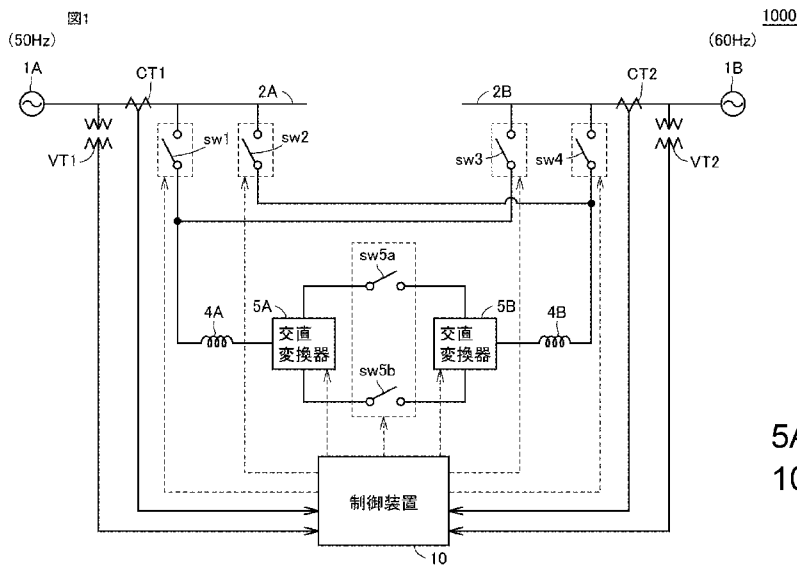 図1
1000
(50Hz)
(60Hz)
1A
CT1
2A
2B
CT2
1B
VT1
sw1
sw2
sw3
sw4
VT2
sw5a
4A
5A
5B
4B
交直
変換器
交直
変換器
sw5b
制御装置
10